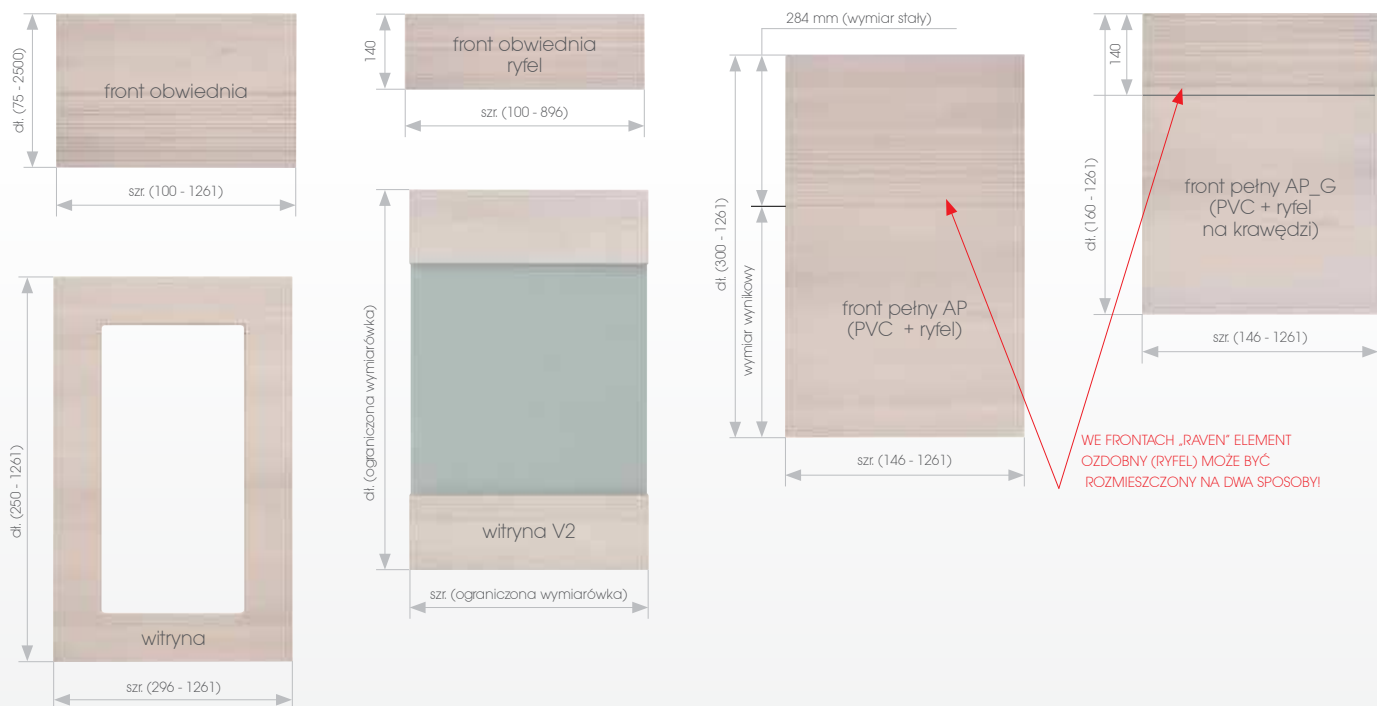 front obwiednia
dł. (75 - 2500)
szr. (100 - 1261)
front obwiednia
ryfel
140
szr. (100 - 896)
witryna
dł. (250 - 1261)
szr. (296 - 1261)
witryna V2
dł. (ograniczona wymiarówka)
szr. (ograniczona wymiarówka)
284 mm (wymiar stały)
dł. (300 - 1261)
wymiar wynikowy
front pełny AP
(PVC + ryfel)
szr. (146 - 1261)
140
dł. (160 - 1261)
front pełny AP_G
(PVC + ryfel
na krawędzi)
szr. (146 - 1261)
WE FRONTACH „RAVEN” ELEMENT
OZDOBNY (RYFEL) MOŻE BYĆ
ROZMIESZCZONY NA DWA SPOSOBY!